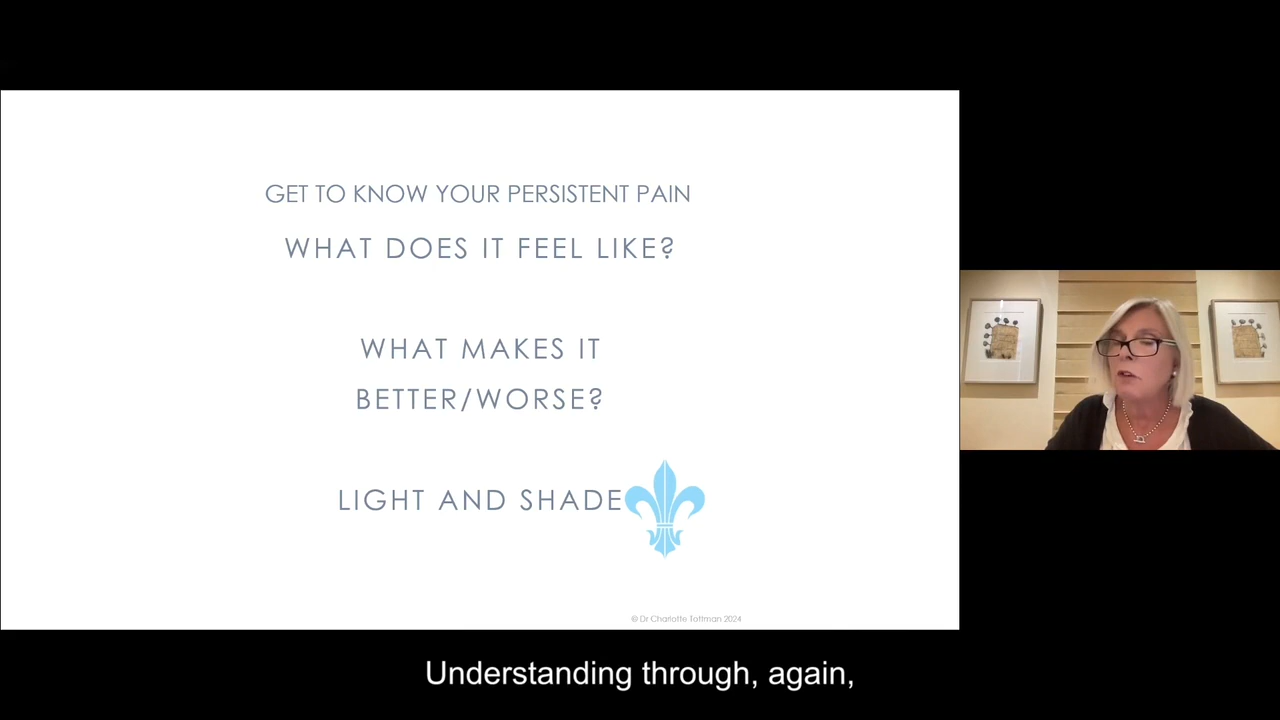 GET TO KNOW YOUR PERSISTENT PAIN
WHAT DOES IT FEEL LIKE?
WHAT MAKES IT
BETTER/WORSE?
LIGHT AND SHADE
© Dr Charlotte Tottman 2024
Understanding through, again,